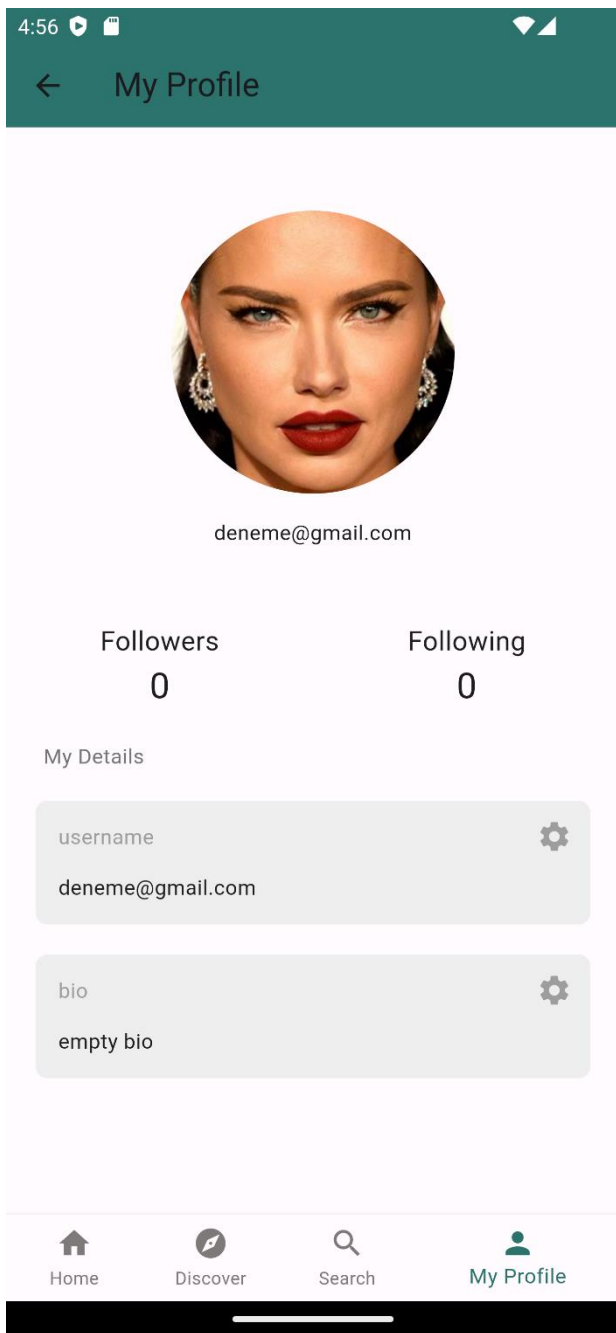 4:56
My Profile
deneme@gmail.com
Followers Following
0 0
My Details
username
deneme@gmail.com
bio
empty bio
Home Discover Search My Profile